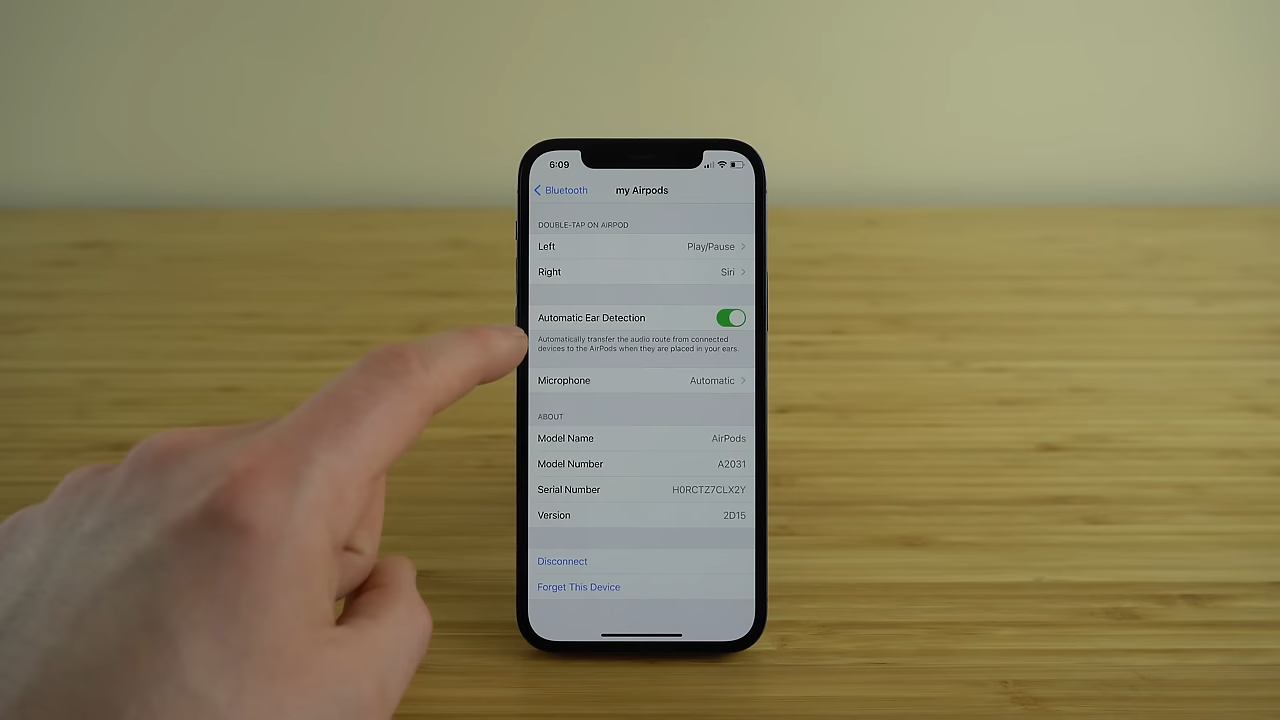 6:09
Bluetooth my Airpods
DOUBLE-TAP ON AIRPOD
Left Play/Pause
Right Siri
Automatic Ear Detection
Automatically transfer the audio route from connected
devices to the AirPods when they are placed in your ears.
Microphone Automatic
ABOUT
Model Name AirPods
Model Number A2031
Serial Number H0RCTZ7CLX2Y
Version 2D15
Disconnect
Forget This Device